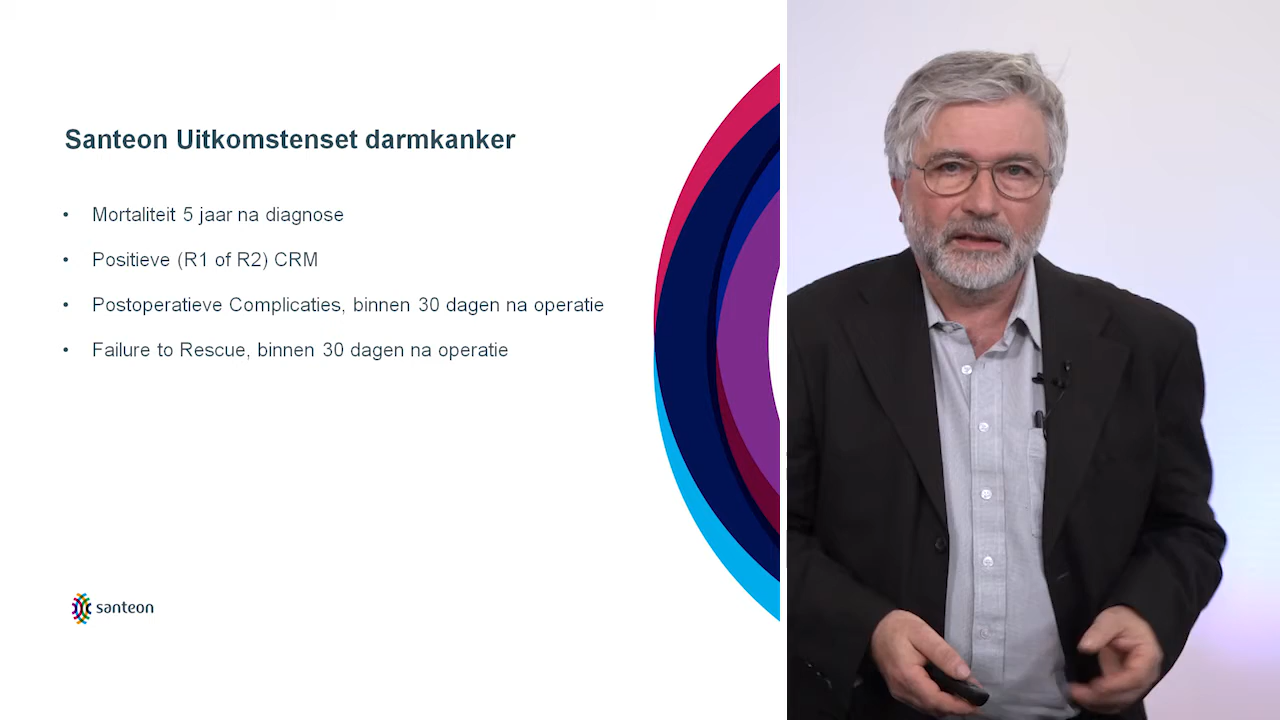 Santeon Uitkomstenset darmkanker
• Mortaliteit 5 jaar na diagnose
• Positieve (R1 of R2) CRM
• Postoperatieve Complicaties, binnen 30 dagen na operatie
• Failure to Rescue, binnen 30 dagen na operatie
santeon